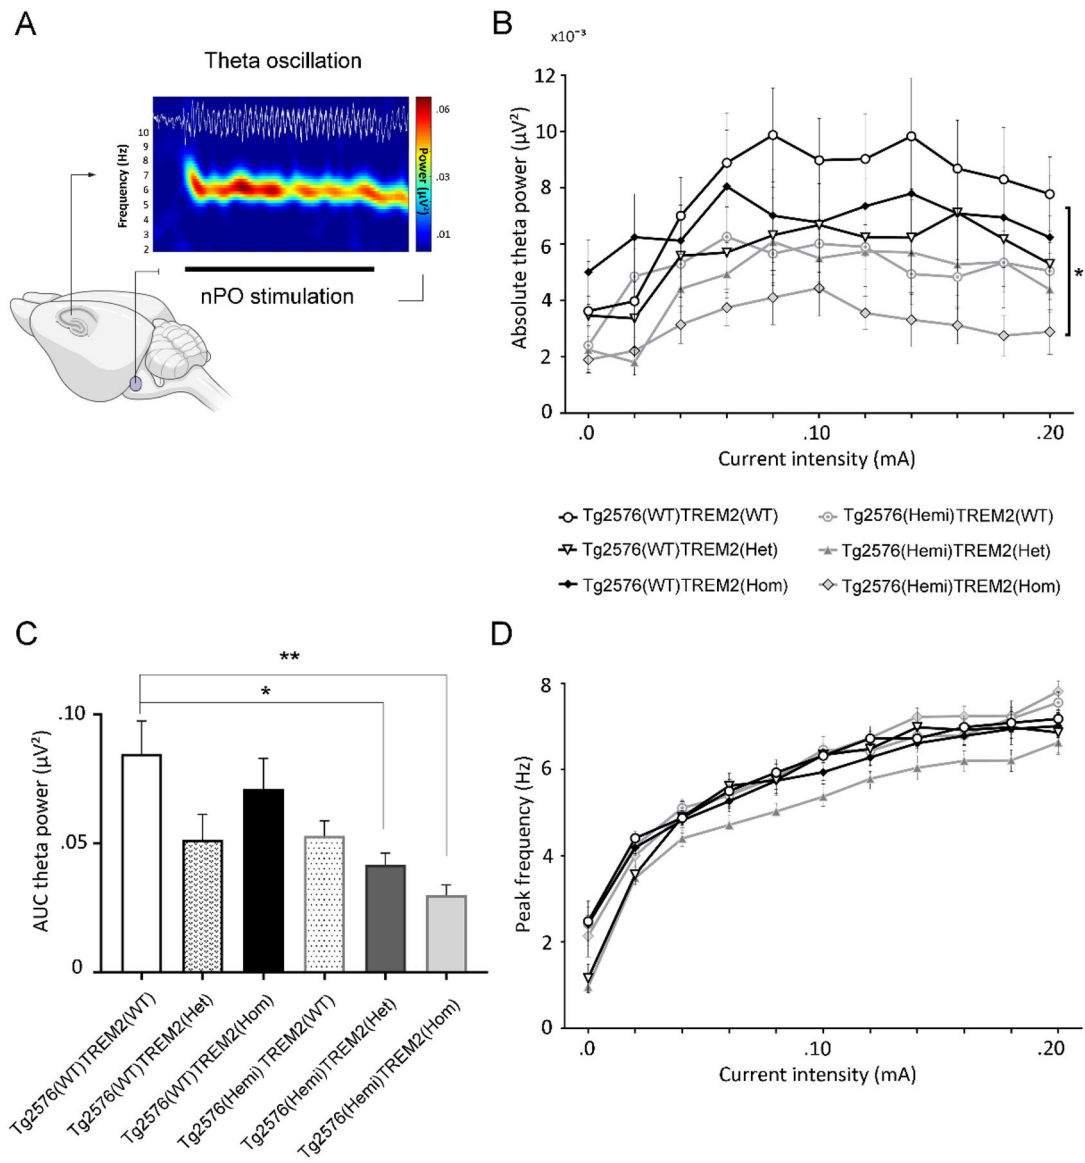 A
Theta oscillation
Frequency (Hz)
10
9
8
7
6
5
4
3
2
.06
.03
.01
Power (µV²)
nPO stimulation
B
x10⁻³
Absolute theta power (µV²)
12
10
8
6
4
2
0
*
.0
.10
.20
Current intensity (mA)
Tg2576(WT)TREM2(WT)
Tg2576(Hemi)TREM2(WT)
Tg2576(WT)TREM2(Het)
Tg2576(Hemi)TREM2(Het)
Tg2576(WT)TREM2(Hom)
Tg2576(Hemi)TREM2(Hom)
C
**
*
AUC theta power (µV²)
.10
.05
0
Tg2576(WT)TREM2(WT)
Tg2576(WT)TREM2(Het)
Tg2576(WT)TREM2(Hom)
Tg2576(Hemi)TREM2(WT)
Tg2576(Hemi)TREM2(Het)
Tg2576(Hemi)TREM2(Hom)
D
Peak frequency (Hz)
8
6
4
2
0
.0
.10
.20
Current intensity (mA)